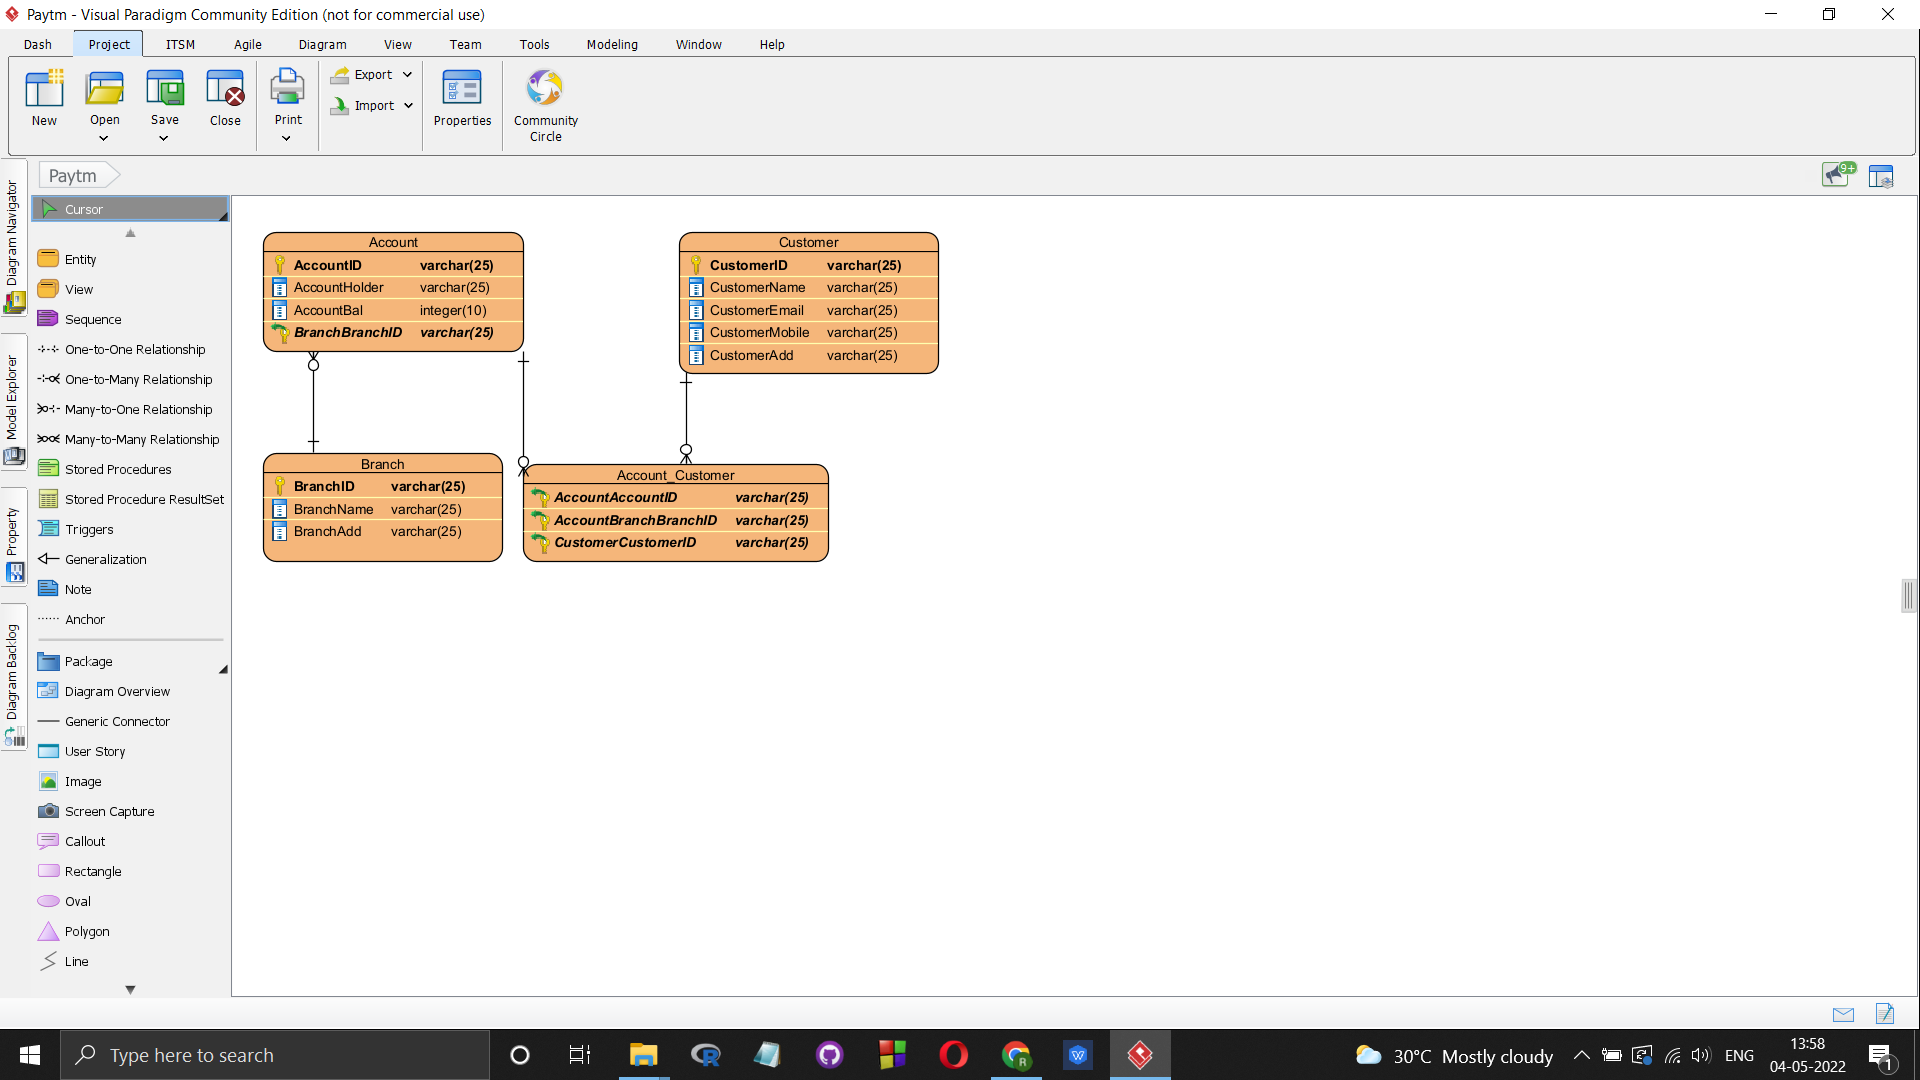 Paytm - Visual Paradigm Community Edition (not for commercial use)
Dash Project ITSM Agile Diagram View Team Tools Modeling Window Help
New Open Save Close Print Export Import Properties Community Circle
Paytm
9+
Diagram Navigator
Model Explorer
Property
Diagram Backlog
Cursor
Entity
View
Sequence
One-to-One Relationship
One-to-Many Relationship
Many-to-One Relationship
Many-to-Many Relationship
Stored Procedures
Stored Procedure ResultSet
Triggers
Generalization
Note
Anchor
Package
Diagram Overview
Generic Connector
User Story
Image
Screen Capture
Callout
Rectangle
Oval
Polygon
Line
Account
AccountID varchar(25)
AccountHolder varchar(25)
AccountBal integer(10)
BranchBranchID varchar(25)
Customer
CustomerID varchar(25)
CustomerName varchar(25)
CustomerEmail varchar(25)
CustomerMobile varchar(25)
CustomerAdd varchar(25)
Branch
BranchID varchar(25)
BranchName varchar(25)
BranchAdd varchar(25)
Account_Customer
AccountAccountID varchar(25)
AccountBranchBranchID varchar(25)
CustomerCustomerID varchar(25)
Type here to search
30°C Mostly cloudy
ENG
13:58
04-05-2022
1